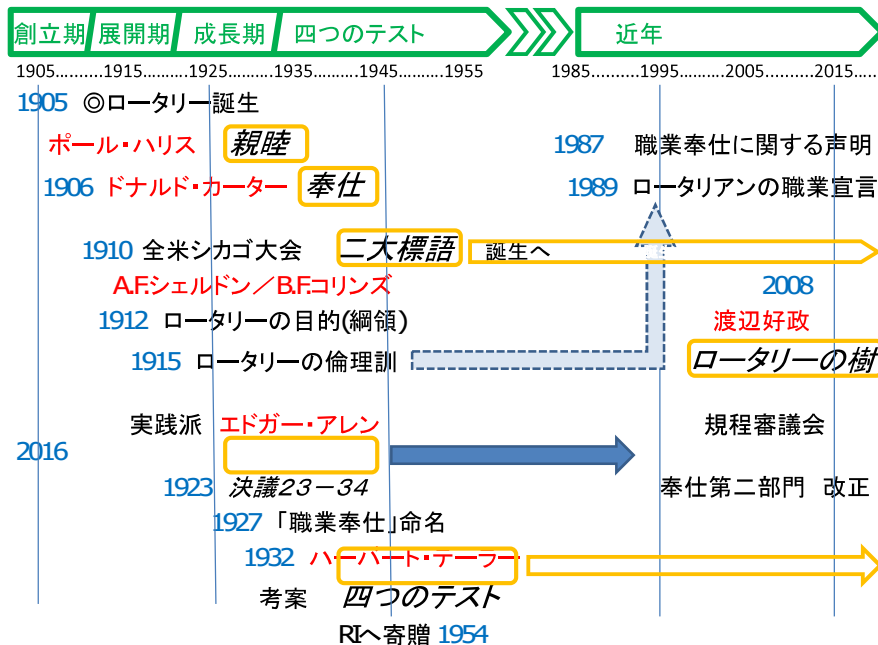 創立期 展開期 成長期 四つのテスト 近年
1905.........1915.........1925.......1935.........1945.......1955 1985.........1995.........2005.........2015.....
1905 ◎ロータリー誕生
ポール・ハリス 親睦 1987 職業奉仕に関する声明
1906 ドナルド・カーター 奉仕 1989 ロータリアンの職業宣言
1910 全米シカゴ大会 二大標語 誕生へ
A.F.シェルドン／B.F.コリンズ 2008
1912 ロータリーの目的(綱領) 渡辺好政
1915 ロータリーの倫理訓 ロータリーの樹
実践派 エドガー・アレン 規程審議会
2016
1923 決議23－34 奉仕第二部門 改正
1927 「職業奉仕」命名
1932 ハーバート・テーラー
考案 四つのテスト
RIへ寄贈 1954